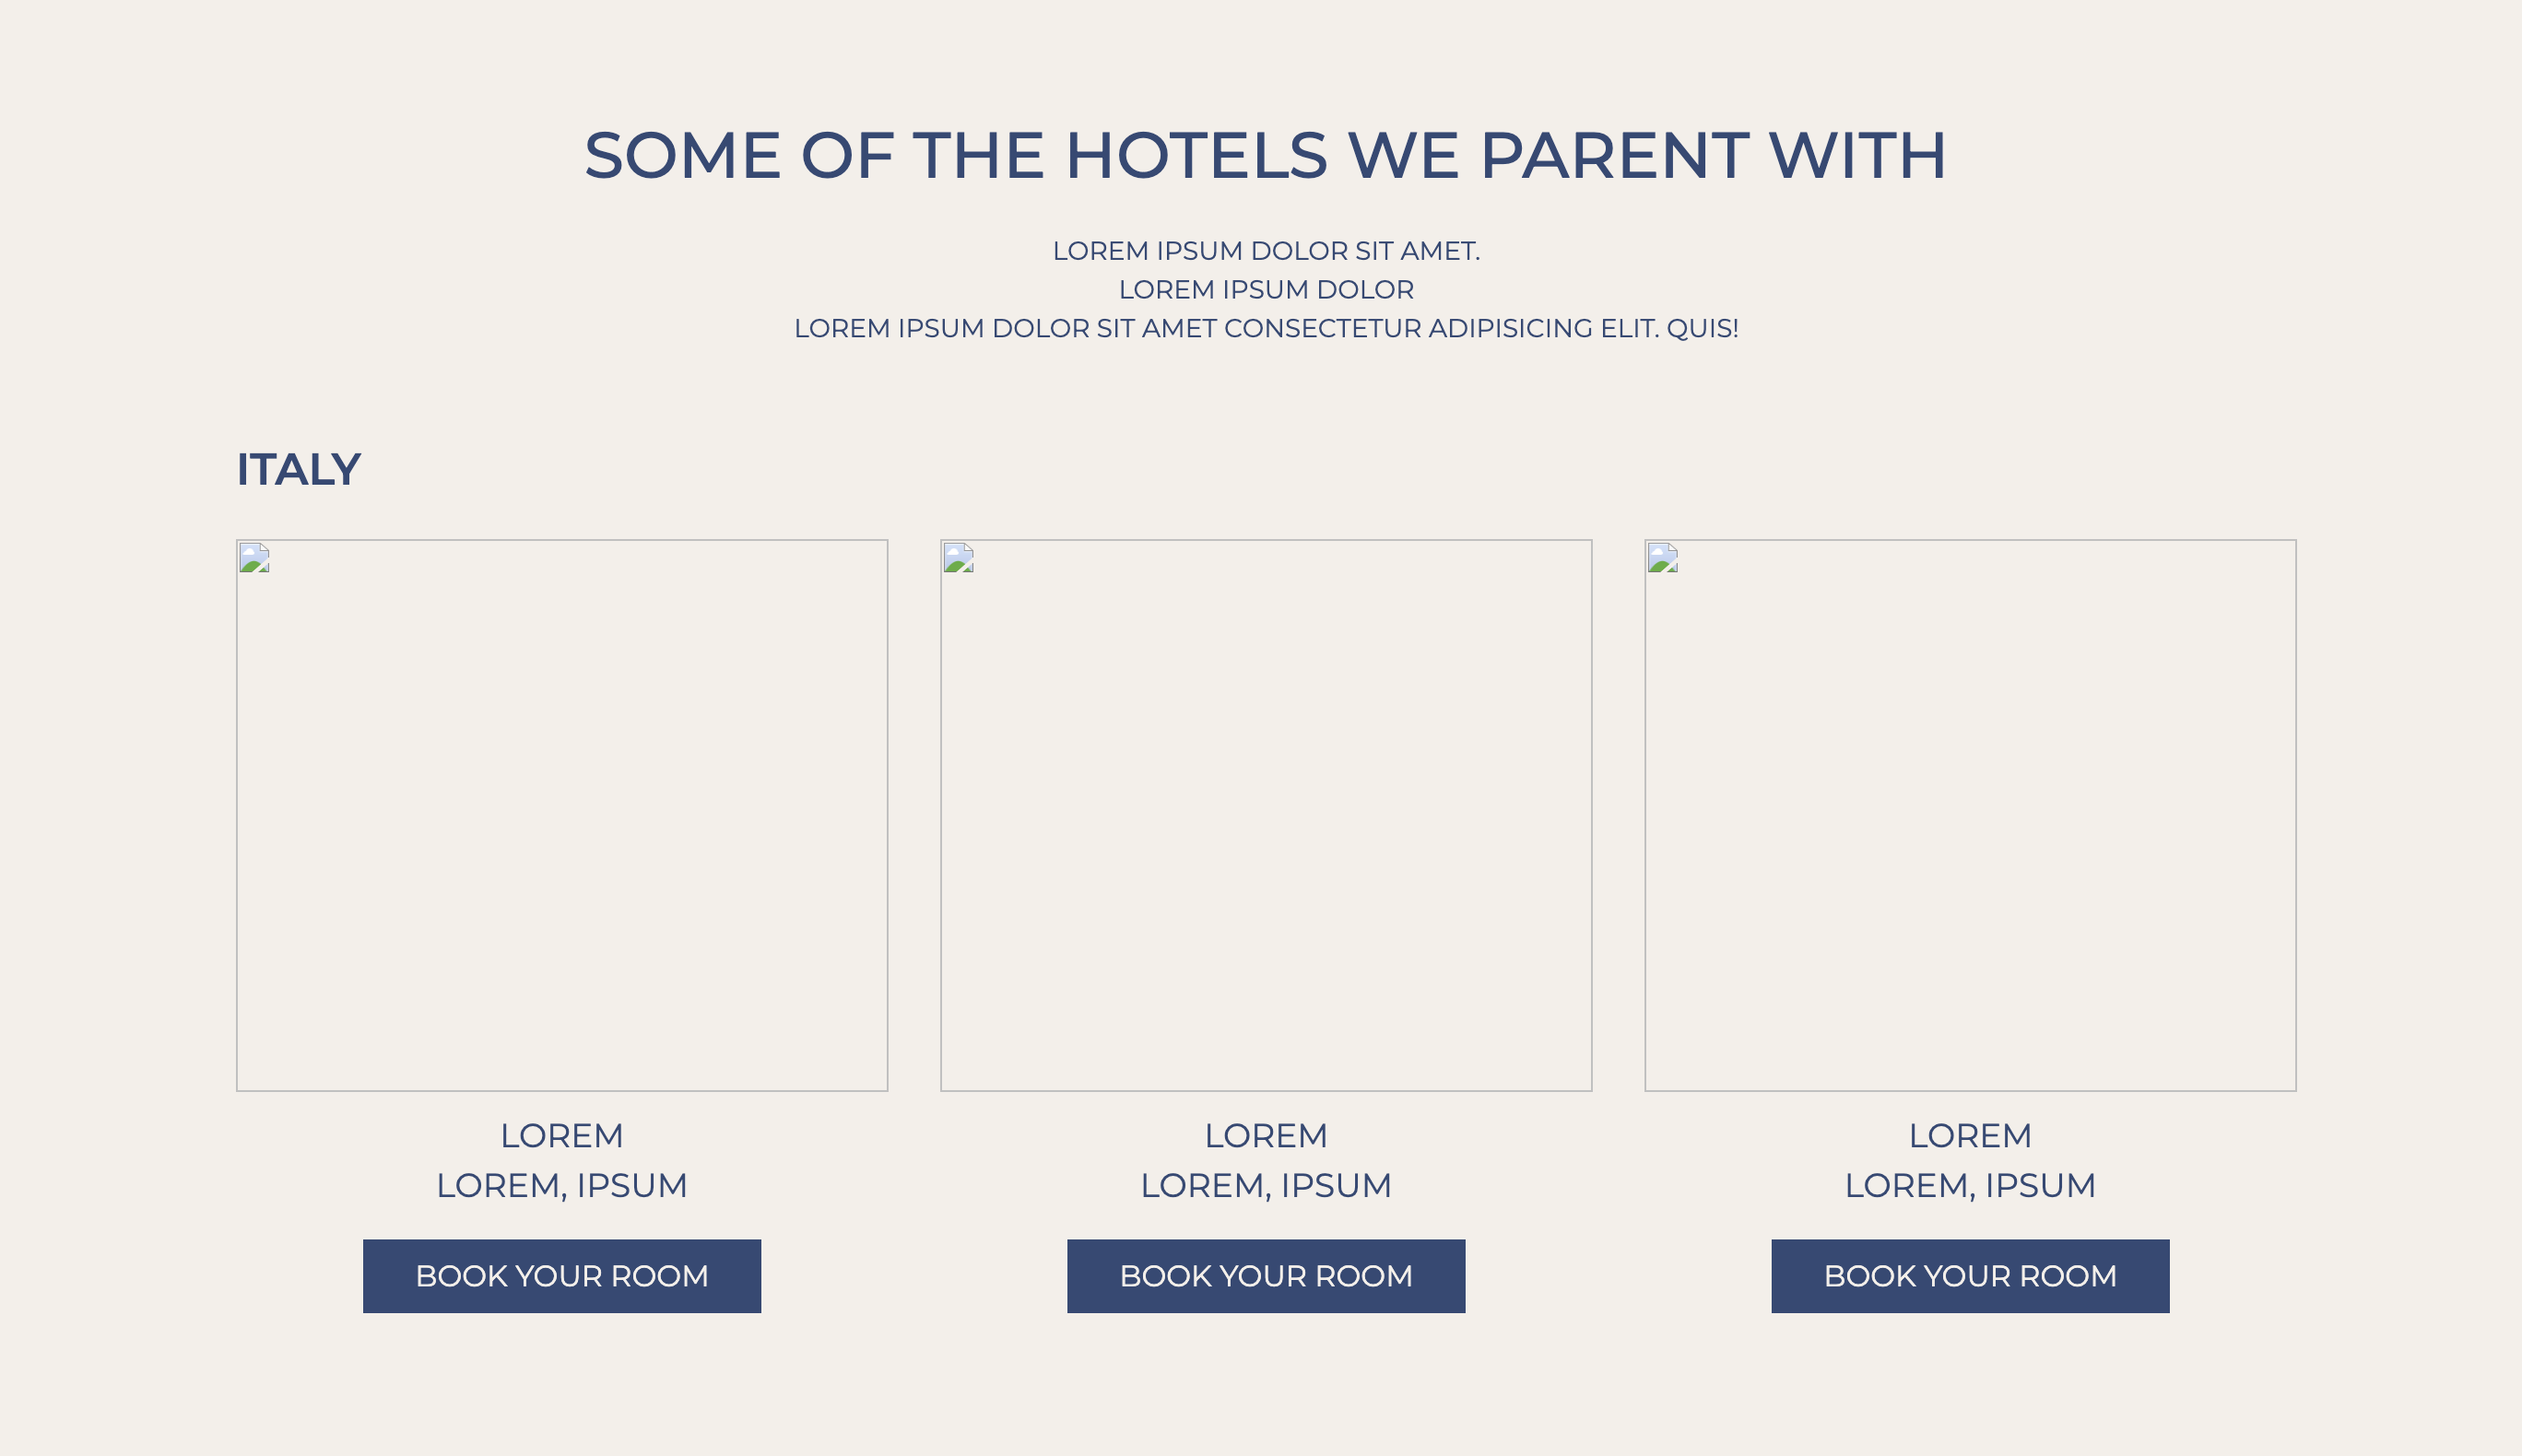 SOME OF THE HOTELS WE PARENT WITH
LOREM IPSUM DOLOR SIT AMET.
LOREM IPSUM DOLOR
LOREM IPSUM DOLOR SIT AMET CONSECTETUR ADIPISICING ELIT. QUIS!
ITALY
LOREM
LOREM, IPSUM
BOOK YOUR ROOM
LOREM
LOREM, IPSUM
BOOK YOUR ROOM
LOREM
LOREM, IPSUM
BOOK YOUR ROOM